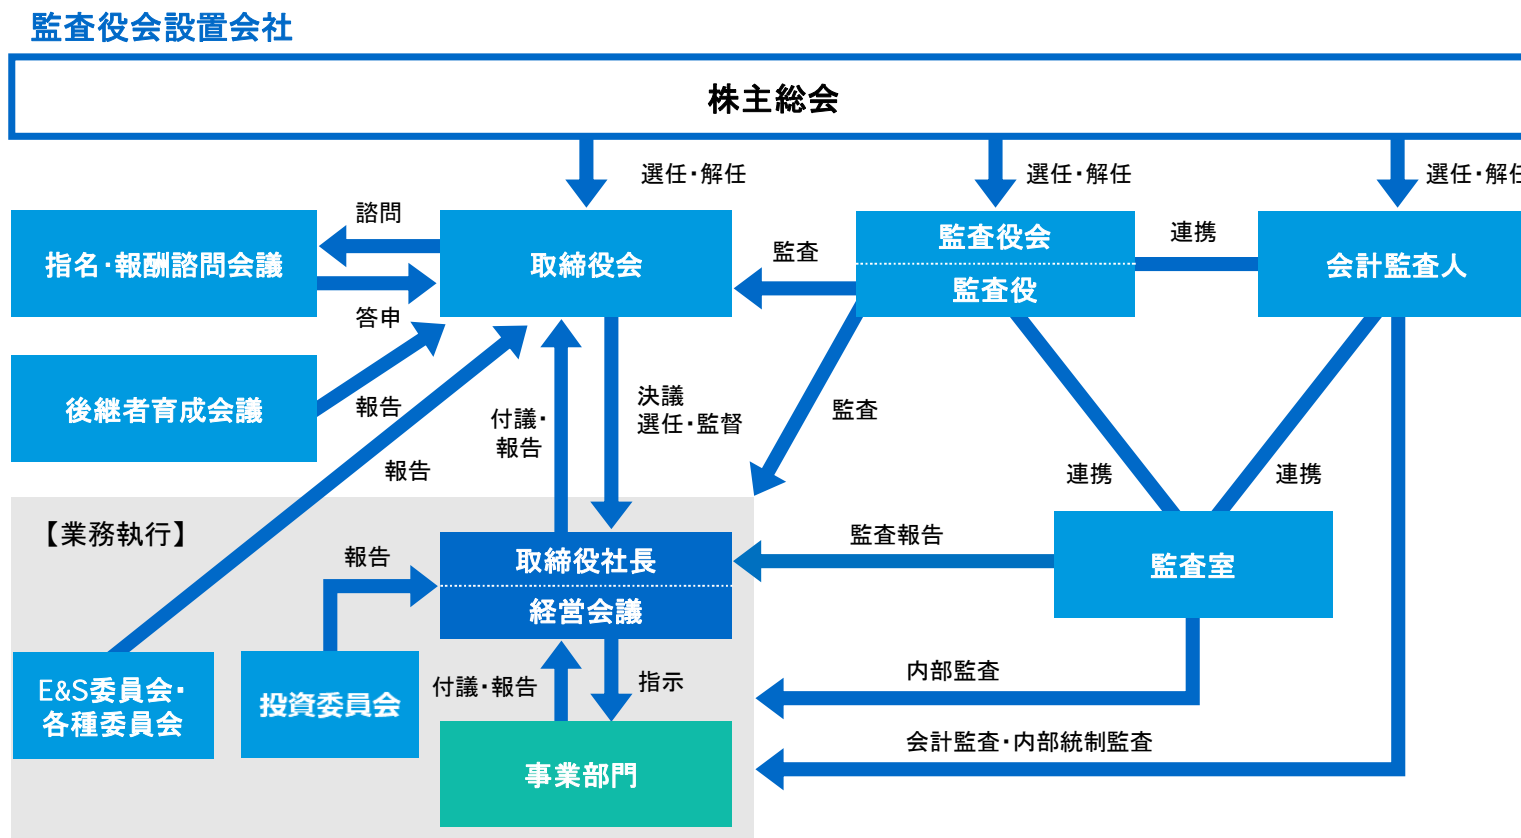 監査役会設置会社
株主総会
選任・解任
選任・解任
選任・解任
諮問
指名・報酬諮問会議
取締役会
監査
監査役会
監査役
連携
会計監査人
答申
後継者育成会議
報告
報告
付議・
報告
決議
選任・監督
監査
連携
連携
【業務執行】
報告
取締役社長
経営会議
監査報告
監査室
E&S委員会・
各種委員会
投資委員会
付議・報告
指示
内部監査
事業部門
会計監査・内部統制監査